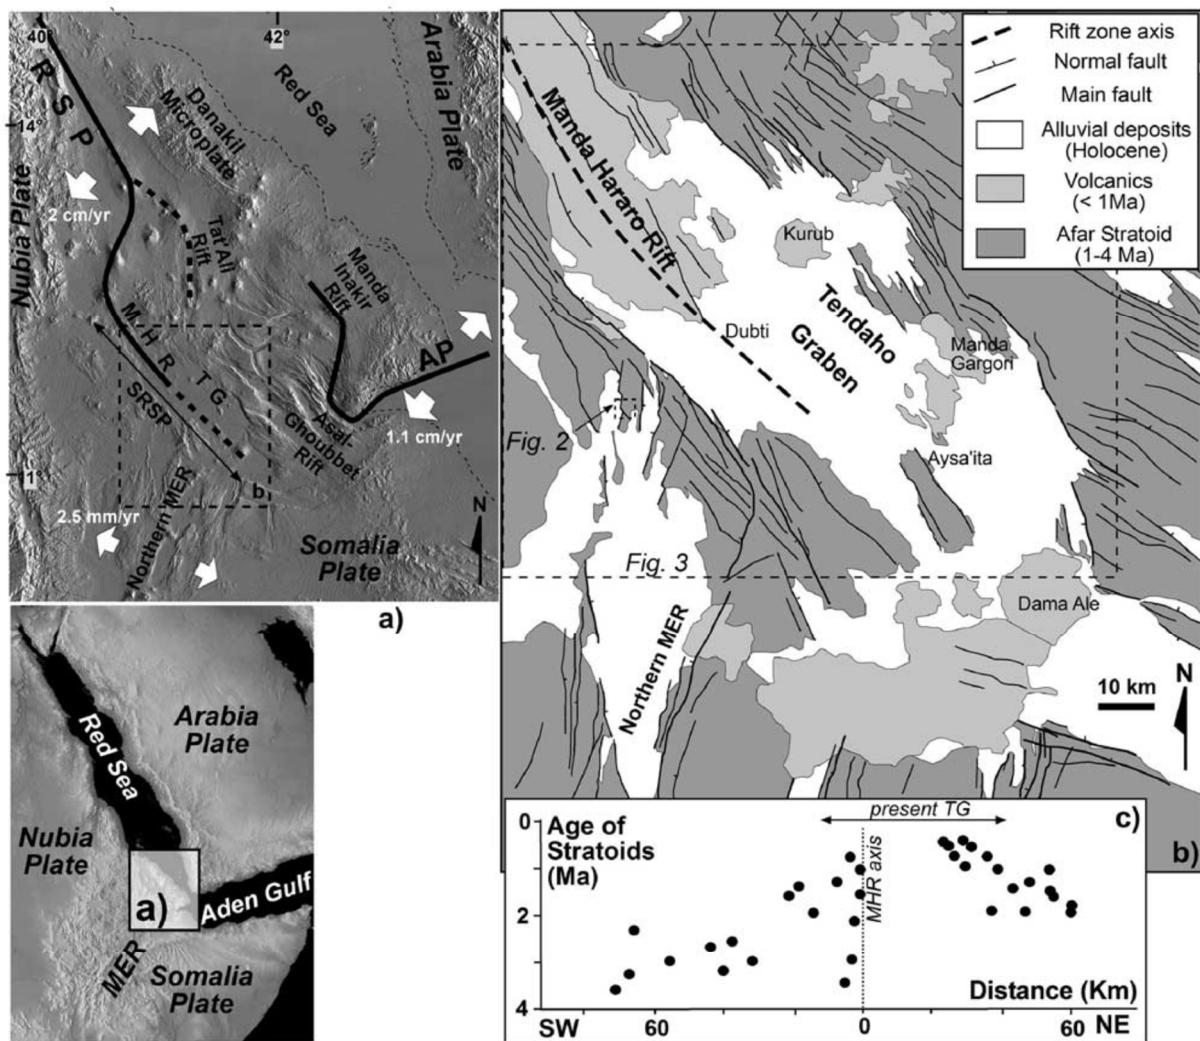 40°
42°
14°
11°
R S P
Danakil
Microplate
Red Sea
Arabia Plate
Nubia Plate
2 cm/yr
Tat'Ali
Rift
Manda
Inakir
Rift
M H R
T G
SRSP
AP
Asal-
Ghoubbet
Rift
1.1 cm/yr
b
2.5 mm/yr
Northern MER
Somalia
Plate
N
a)
Red Sea
Arabia
Plate
Nubia
Plate
a)
Aden Gulf
MER
Somalia
Plate
Rift zone axis
Normal fault
Main fault
Alluvial deposits
(Holocene)
Volcanics
(< 1Ma)
Afar Stratoid
(1-4 Ma)
Manda Hararo Rift
Kurub
Tendaho
Graben
Dubti
Manda
Gargori
Fig. 2
Aysa'ita
Fig. 3
Dama Ale
Northern MER
N
10 km
b)
present TG
c)
0
2
4
Age of
Stratoids
(Ma)
MHR axis
Distance (Km)
SW
60
0
60
NE